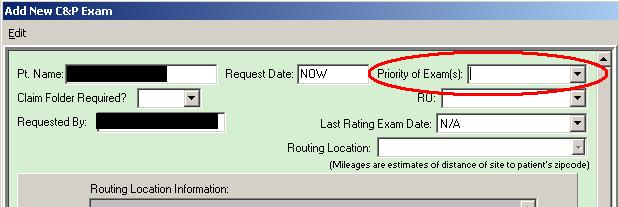 Add New C&P Exam
Edit
Pt. Name: Request Date: NOW Priority of Exam(s):
Claim Folder Required? RO:
Requested By: Last Rating Exam Date: N/A
Routing Location:
(Mileages are estimates of distance of site to patient's zipcode)
Routing Location Information: